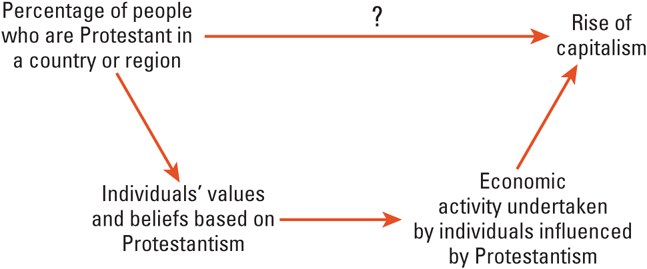 Percentage of people
who are Protestant in
a country or region
?
Rise of
capitalism
Individuals’ values
and beliefs based on
Protestantism
Economic
activity undertaken
by individuals influenced
by Protestantism